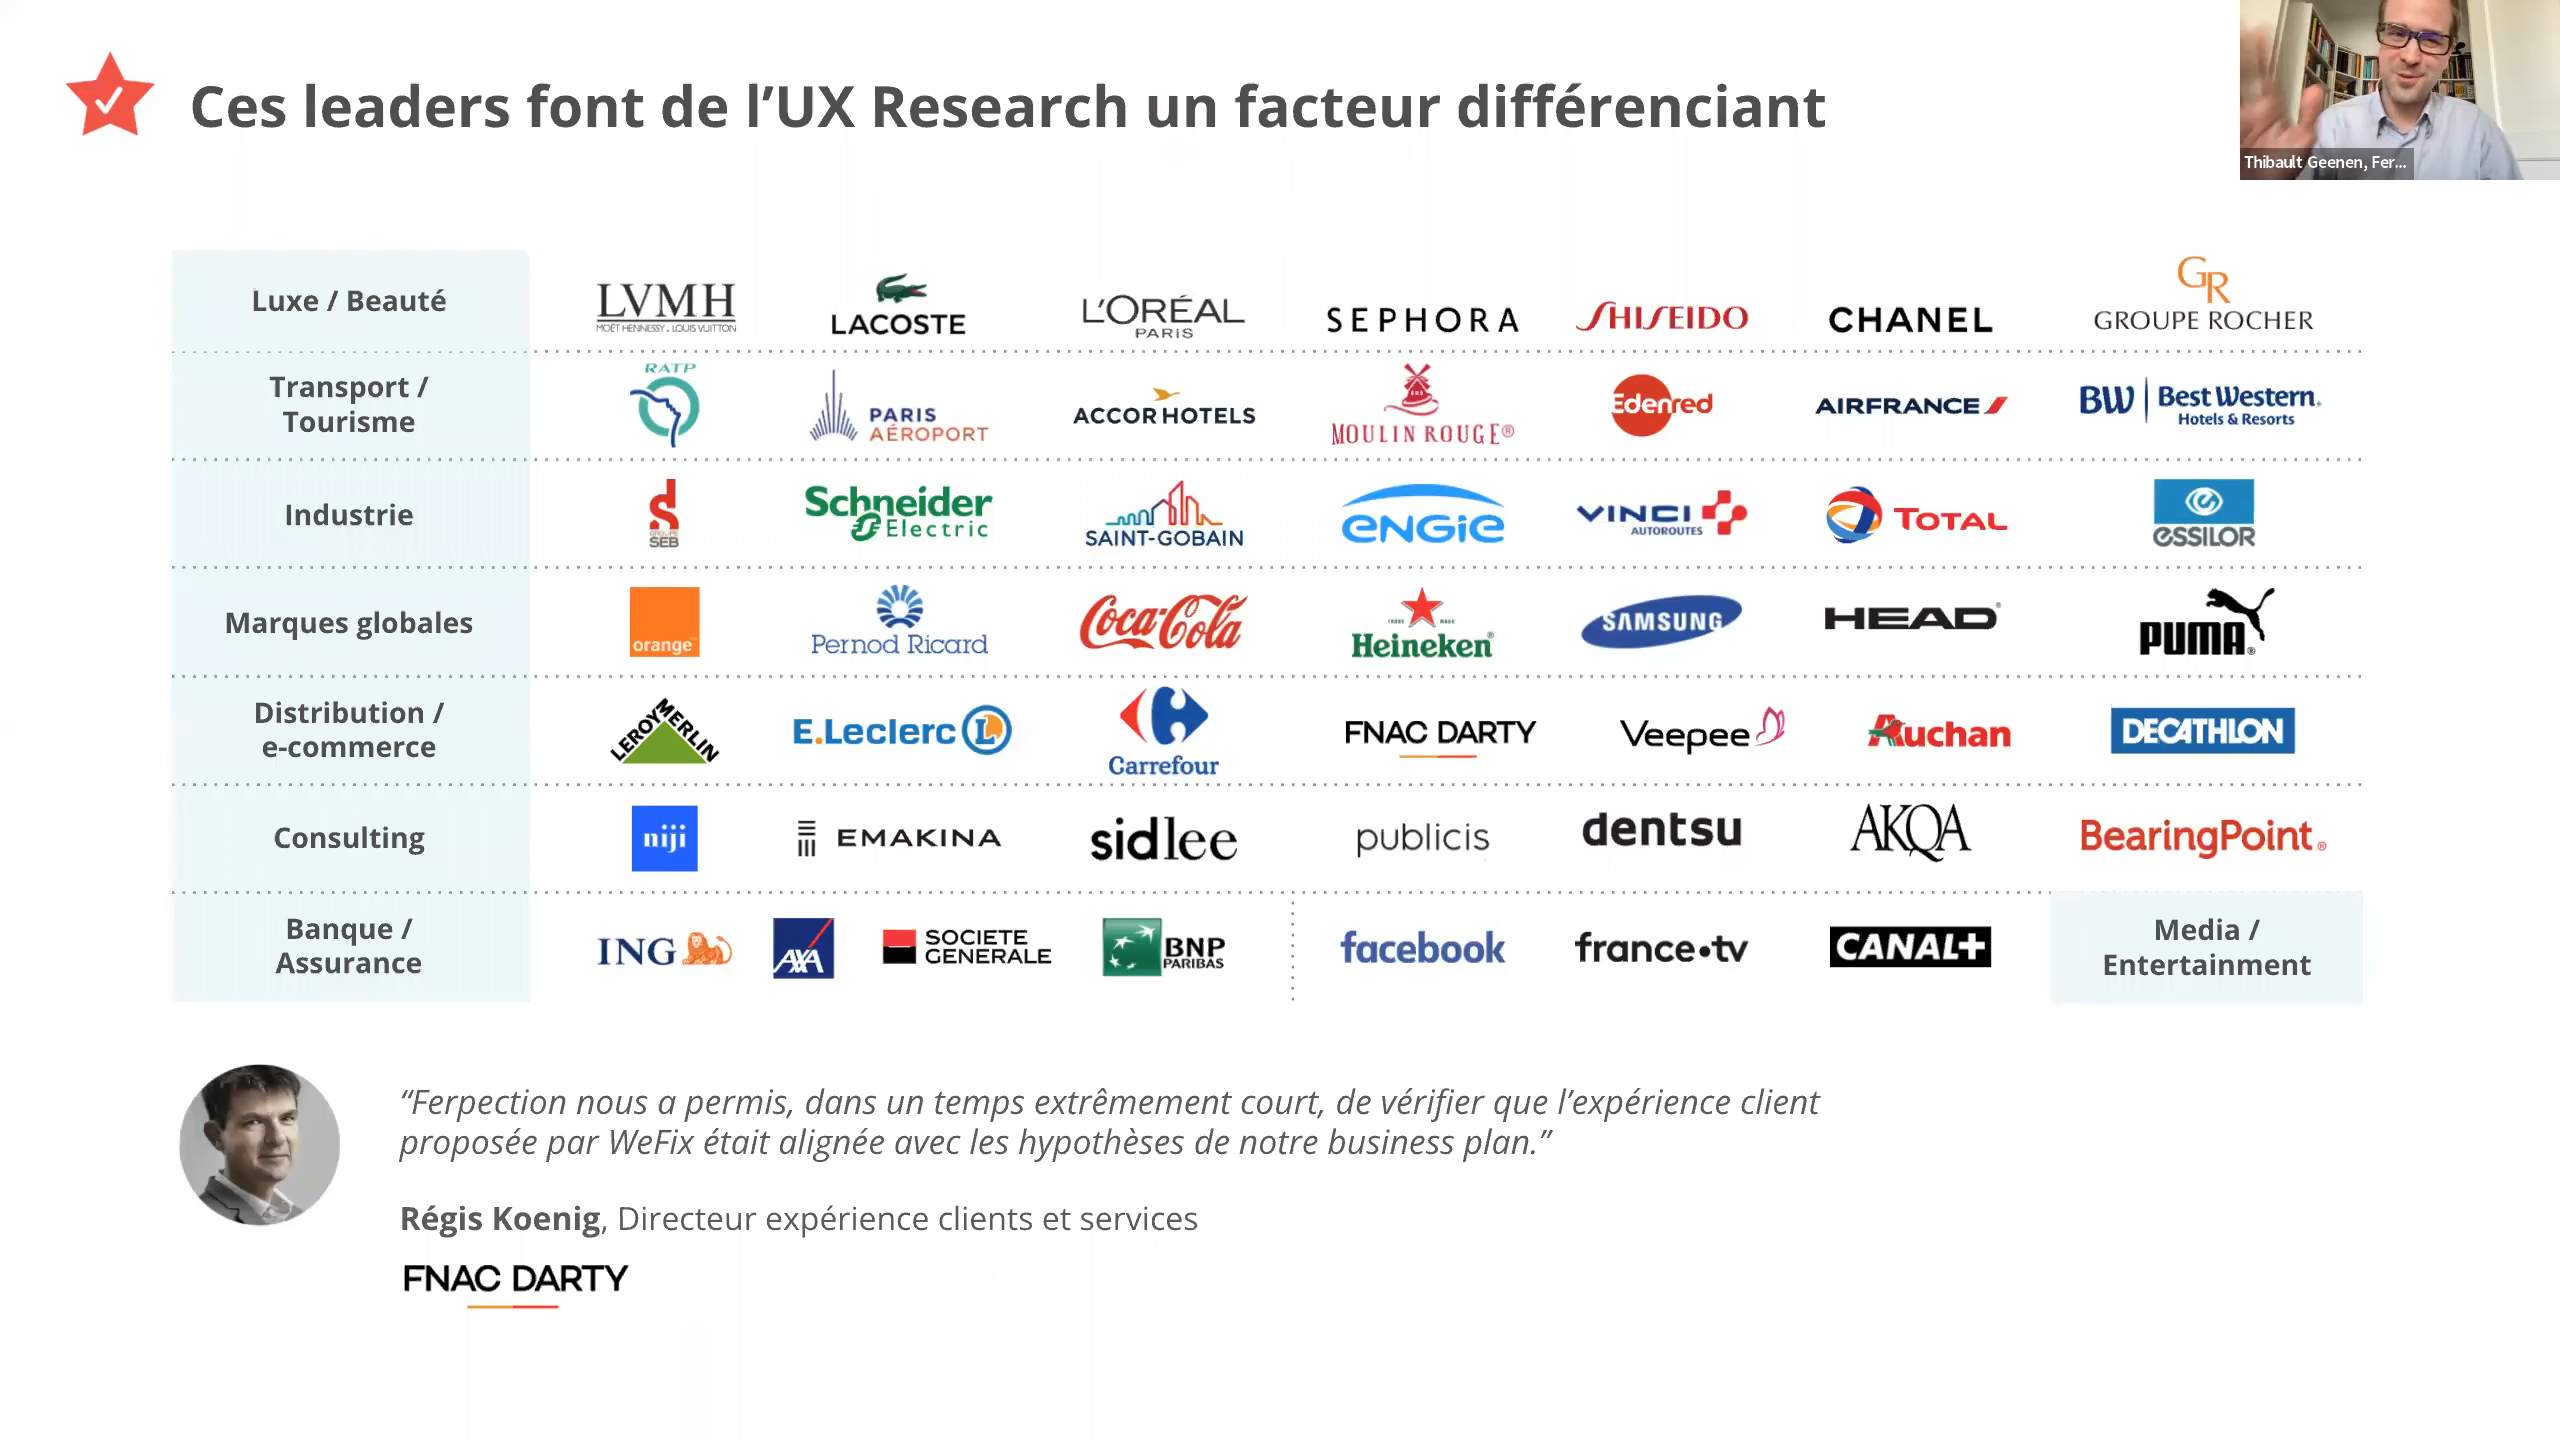 Ces leaders font de l’UX Research un facteur différenciant
Thibault Geenen, Fer...
Luxe / Beauté
LVMH
MOËT HENNESSY. LOUIS VUITTON
LACOSTE
L'ORÉAL
PARIS
SEPHORA
SHISEIDO
CHANEL
GR
GROUPE ROCHER
Transport /
Tourisme
RATP
PARIS
AÉROPORT
ACCORHOTELS
MOULIN ROUGE®
Edenred
AIRFRANCE
BW Best Western.
Hotels & Resorts
Industrie
GROUPE
SEB
Schneider
Electric
SAINT-GOBAIN
ENGIE
VINCI
AUTOROUTES
TOTAL
essilor
Marques globales
orange™
Pernod Ricard
Coca-Cola
TRADE MARK
Heineken®
SAMSUNG
HEAD®
PUMA®
Distribution /
e-commerce
LEROY MERLIN
E.Leclerc L
Carrefour
FNAC DARTY
Veepee
Auchan
DECATHLON
Consulting
niji
EMAKINA
sidlee
publicis
dentsu
AKQA
BearingPoint®
Banque /
Assurance
ING
AXA
SOCIETE
GENERALE
BNP
PARIBAS
facebook
france•tv
CANAL+
Media /
Entertainment
“Ferpection nous a permis, dans un temps extrêmement court, de vérifier que l’expérience client
proposée par WeFix était alignée avec les hypothèses de notre business plan.”
Régis Koenig, Directeur expérience clients et services
FNAC DARTY